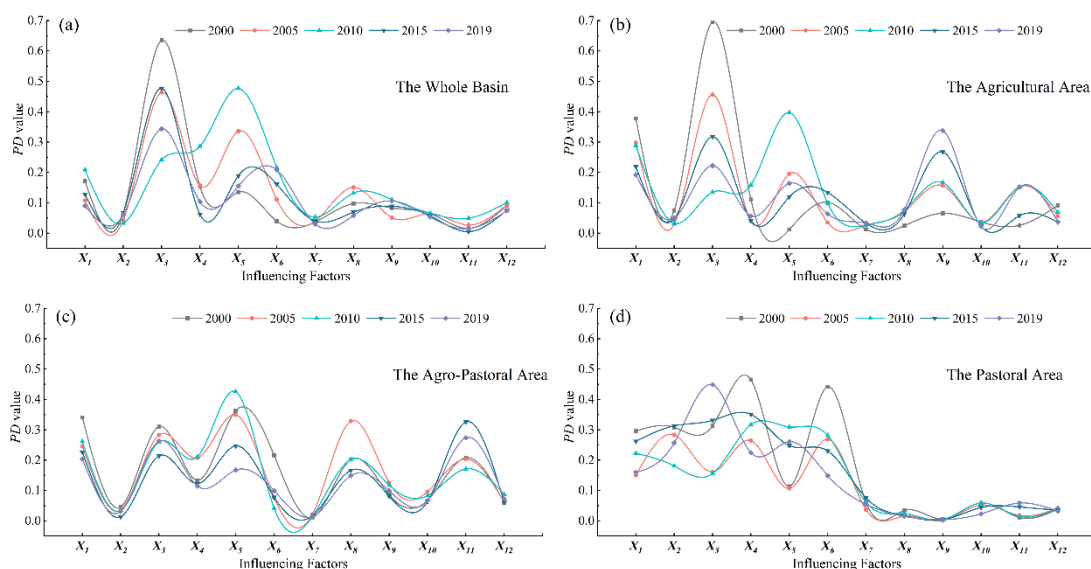 (a)
2000 2005 2010 2015 2019
The Whole Basin
PD value
0.7
0.6
0.5
0.4
0.3
0.2
0.1
0.0
X1 X2 X3 X4 X5 X6 X7 X8 X9 X10 X11 X12
Influencing Factors
(b)
2000 2005 2010 2015 2019
The Agricultural Area
PD value
0.7
0.6
0.5
0.4
0.3
0.2
0.1
0.0
X1 X2 X3 X4 X5 X6 X7 X8 X9 X10 X11 X12
Influencing Factors
(c)
2000 2005 2010 2015 2019
The Agro-Pastoral Area
PD value
0.7
0.6
0.5
0.4
0.3
0.2
0.1
0.0
X1 X2 X3 X4 X5 X6 X7 X8 X9 X10 X11 X12
Influencing Factors
(d)
2000 2005 2010 2015 2019
The Pastoral Area
PD value
0.7
0.6
0.5
0.4
0.3
0.2
0.1
0.0
X1 X2 X3 X4 X5 X6 X7 X8 X9 X10 X11 X12
Influencing Factors